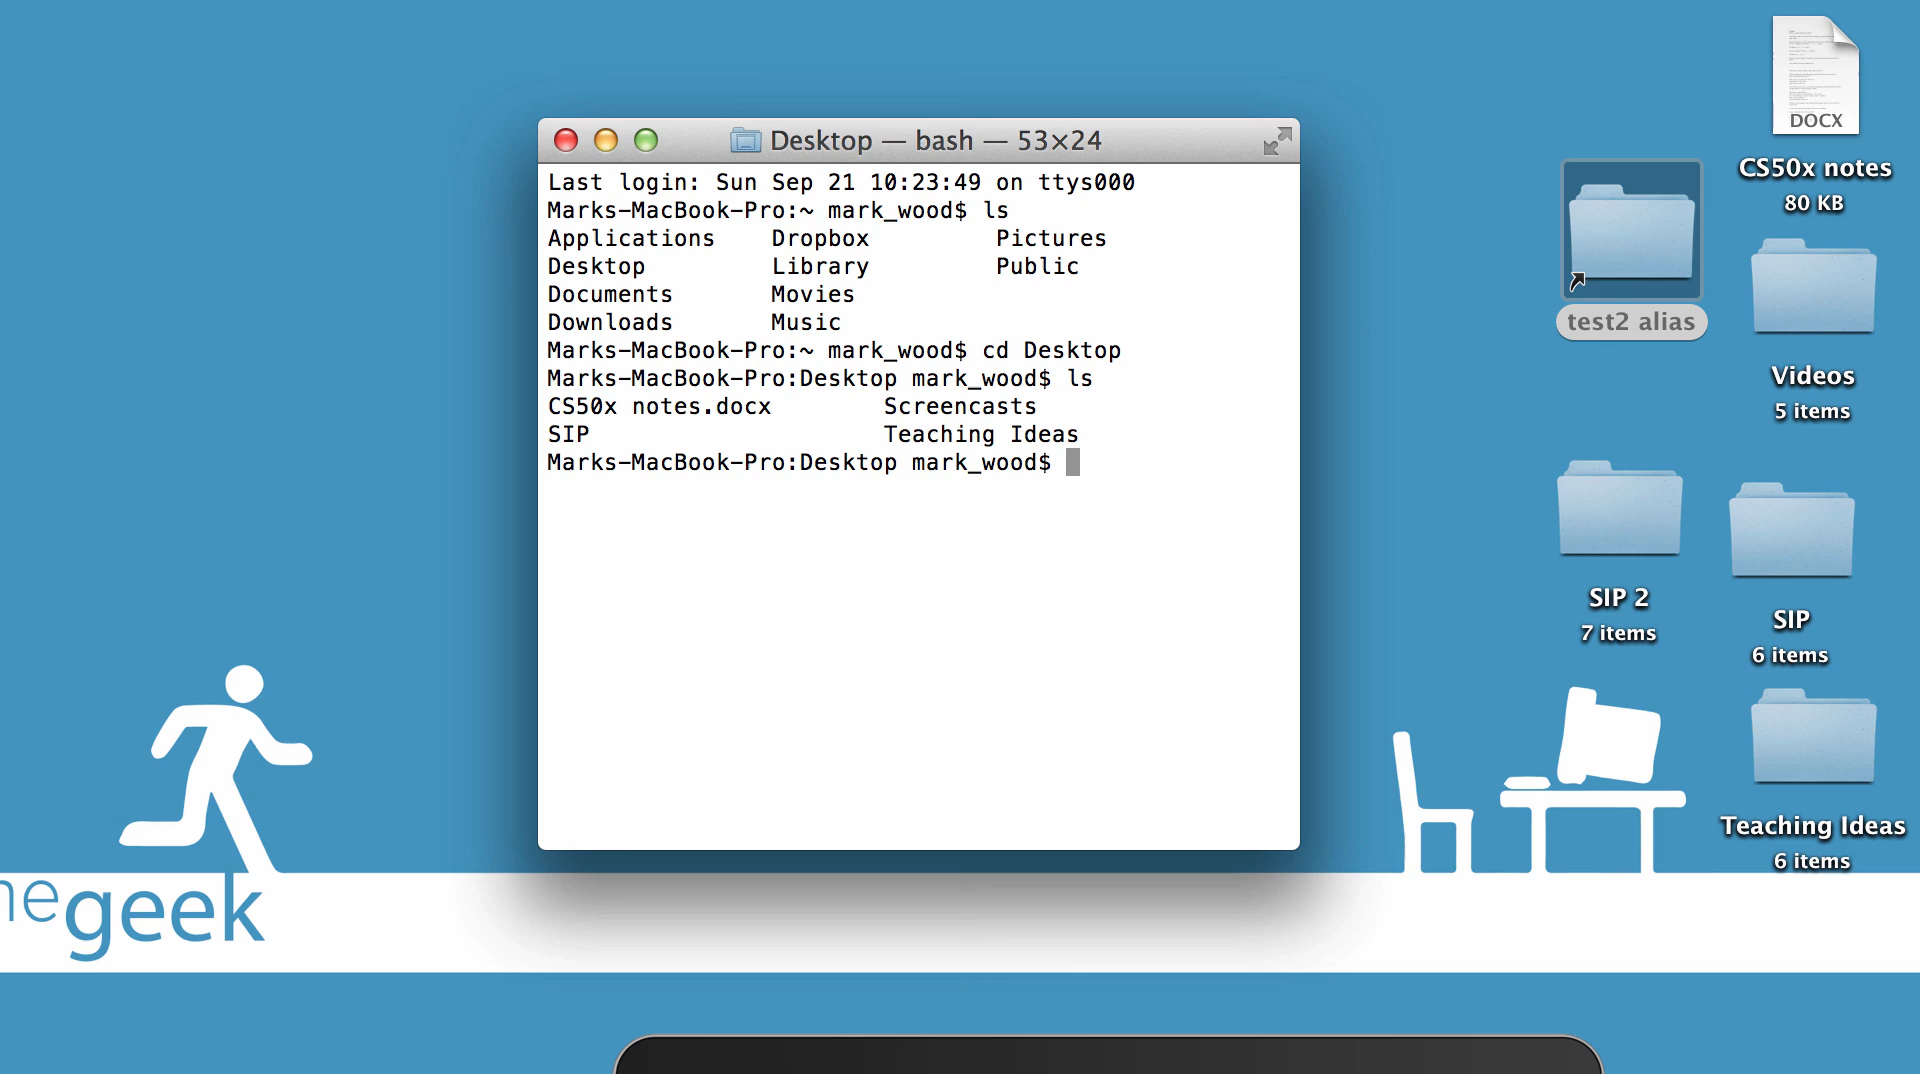 Desktop — bash — 53×24
Last login: Sun Sep 21 10:23:49 on ttys000
Marks-MacBook-Pro:~ mark_wood$ ls
Applications    Dropbox         Pictures
Desktop         Library         Public
Documents       Movies
Downloads       Music
Marks-MacBook-Pro:~ mark_wood$ cd Desktop
Marks-MacBook-Pro:Desktop mark_wood$ ls
CS50x notes.docx        Screencasts
SIP                     Teaching Ideas
Marks-MacBook-Pro:Desktop mark_wood$
DOCX
CS50x notes
80 KB
test2 alias
Videos
5 items
SIP 2
7 items
SIP
6 items
Teaching Ideas
6 items
he geek